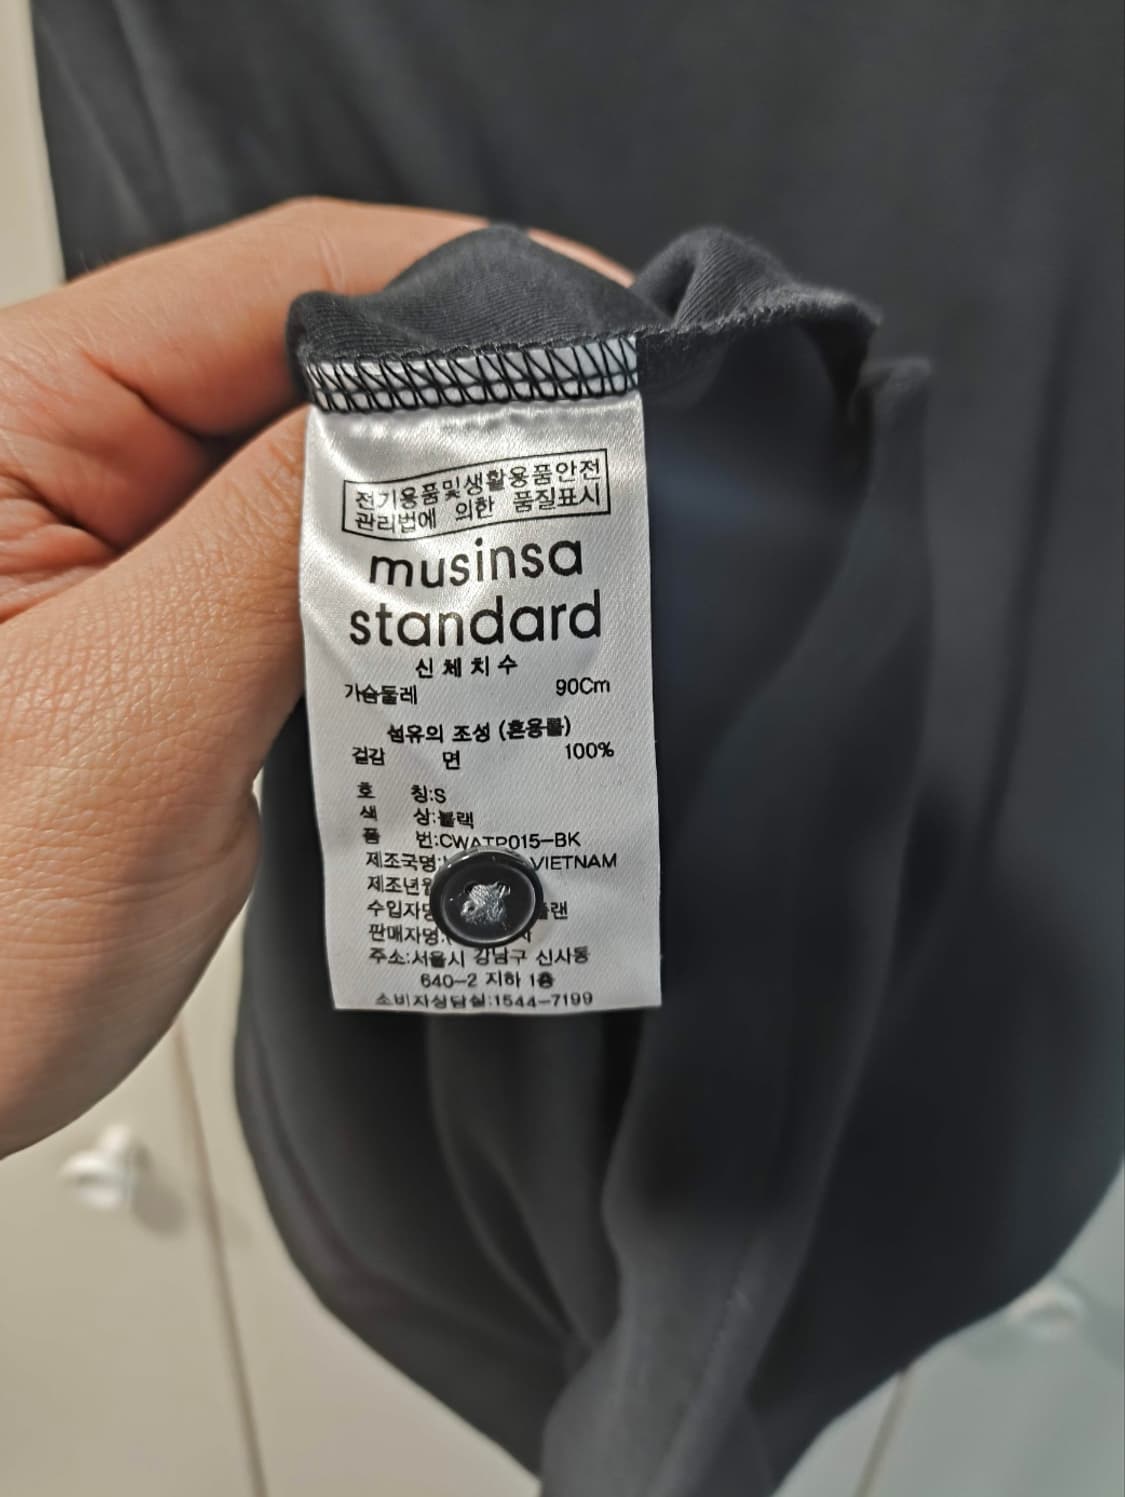 전기용품및생활용품안전
관리법에 의한 품질표시
musinsa
standard
신체치수
가슴둘레 90Cm
섬유의 조성 (혼용률)
겉감 면 100%
호 칭:S
색 상:블랙
품 번:CWATP015-BK
제조국명: VIETNAM
제조년월
수입자명
판매자명:(
주소:서울시 강남구 신사동
640-2 지하 1층
소비자상담실:1544-7199